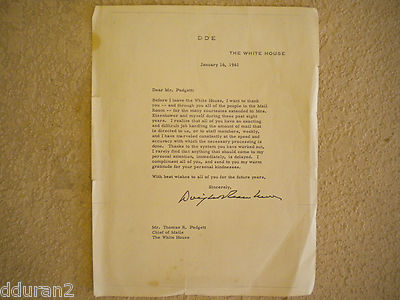 DDE
THE WHITE HOUSE
January 16, 1961
Dear Mr. Padgett:
Before I leave the White House, I want to thank
you -- and through you all of the people in the Mail
Room -- for the many courtesies extended to Mrs.
Eisenhower and myself during these past eight
years. I realize that all of you have an exacting
and difficult job handling the amount of mail that
is directed to us, or to staff members, weekly,
and I have marveled constantly at the speed and
accuracy with which the necessary processing is
done. Thanks to the system you have worked out,
I rarely find that anything that should come to my
personal attention, immediately, is delayed. I
compliment all of you, and send to you my warm
gratitude for your personal kindnesses.
With best wishes to all of you for the future years,
Sincerely,
Dwight Eisenhower
Mr. Thomas R. Padgett
Chief of Mails
The White House
dduran2